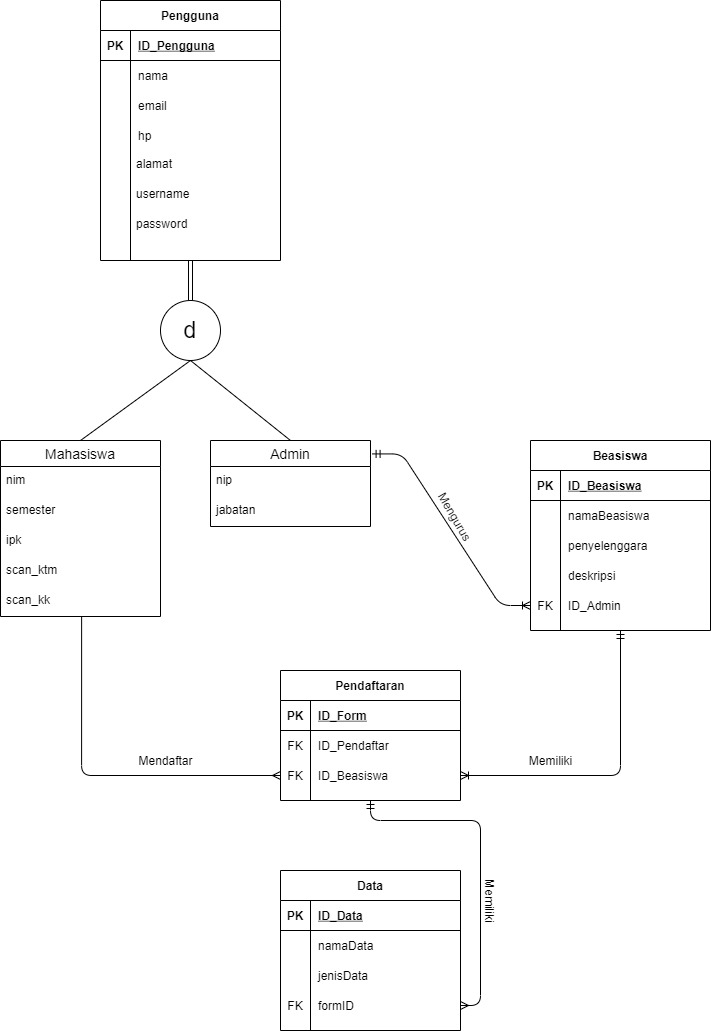 Pengguna
PK ID_Pengguna
nama
email
hp
alamat
username
password
d
Mahasiswa
nim
semester
ipk
scan_ktm
scan_kk
Admin
nip
jabatan
Mengurus
Beasiswa
PK ID_Beasiswa
namaBeasiswa
penyelenggara
deskripsi
FK ID_Admin
Mendaftar
Pendaftaran
PK ID_Form
FK ID_Pendaftar
FK ID_Beasiswa
Memiliki
Memiliki
Data
PK ID_Data
namaData
jenisData
FK formID